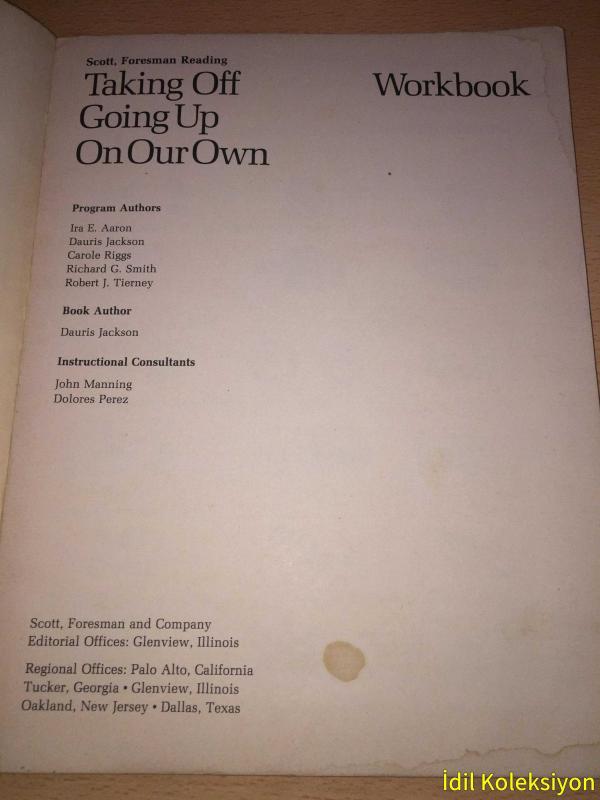 Scott, Foresman Reading
Taking Off
Going Up
On Our Own
Workbook
Program Authors
Ira E. Aaron
Dauris Jackson
Carole Riggs
Richard G. Smith
Robert J. Tierney
Book Author
Dauris Jackson
Instructional Consultants
John Manning
Dolores Perez
Scott, Foresman and Company
Editorial Offices: Glenview, Illinois
Regional Offices: Palo Alto, California
Tucker, Georgia • Glenview, Illinois
Oakland, New Jersey • Dallas, Texas
İdil Koleksiyon